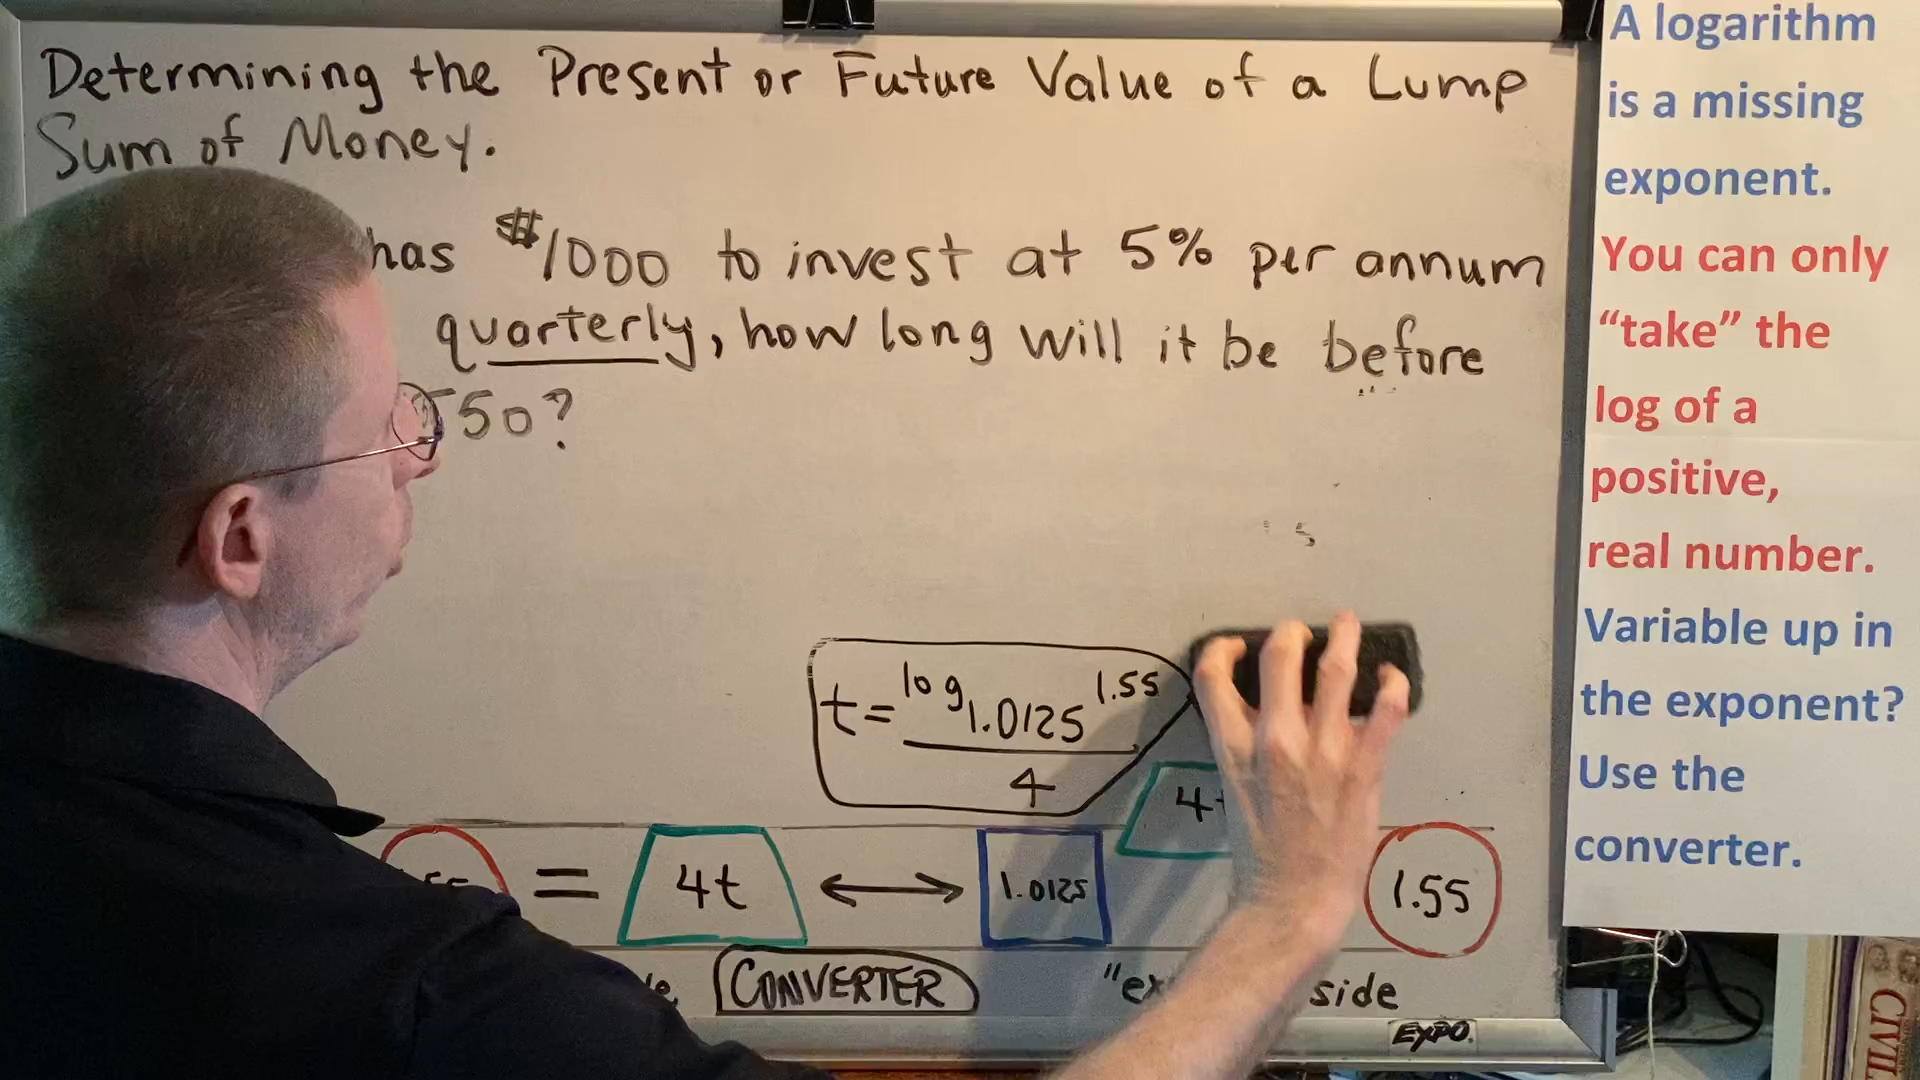 Determining the Present or Future Value of a Lump
Sum of Money.
has $1000 to invest at 5% per annum
quarterly, how long will it be before
50?
t = log 1.0125 1.55
4
4t
= 4t ↔ 1.0125
1.55
CONVERTER
side
EXPO
A logarithm
is a missing
exponent.
You can only
“take” the
log of a
positive,
real number.
Variable up in
the exponent?
Use the
converter.